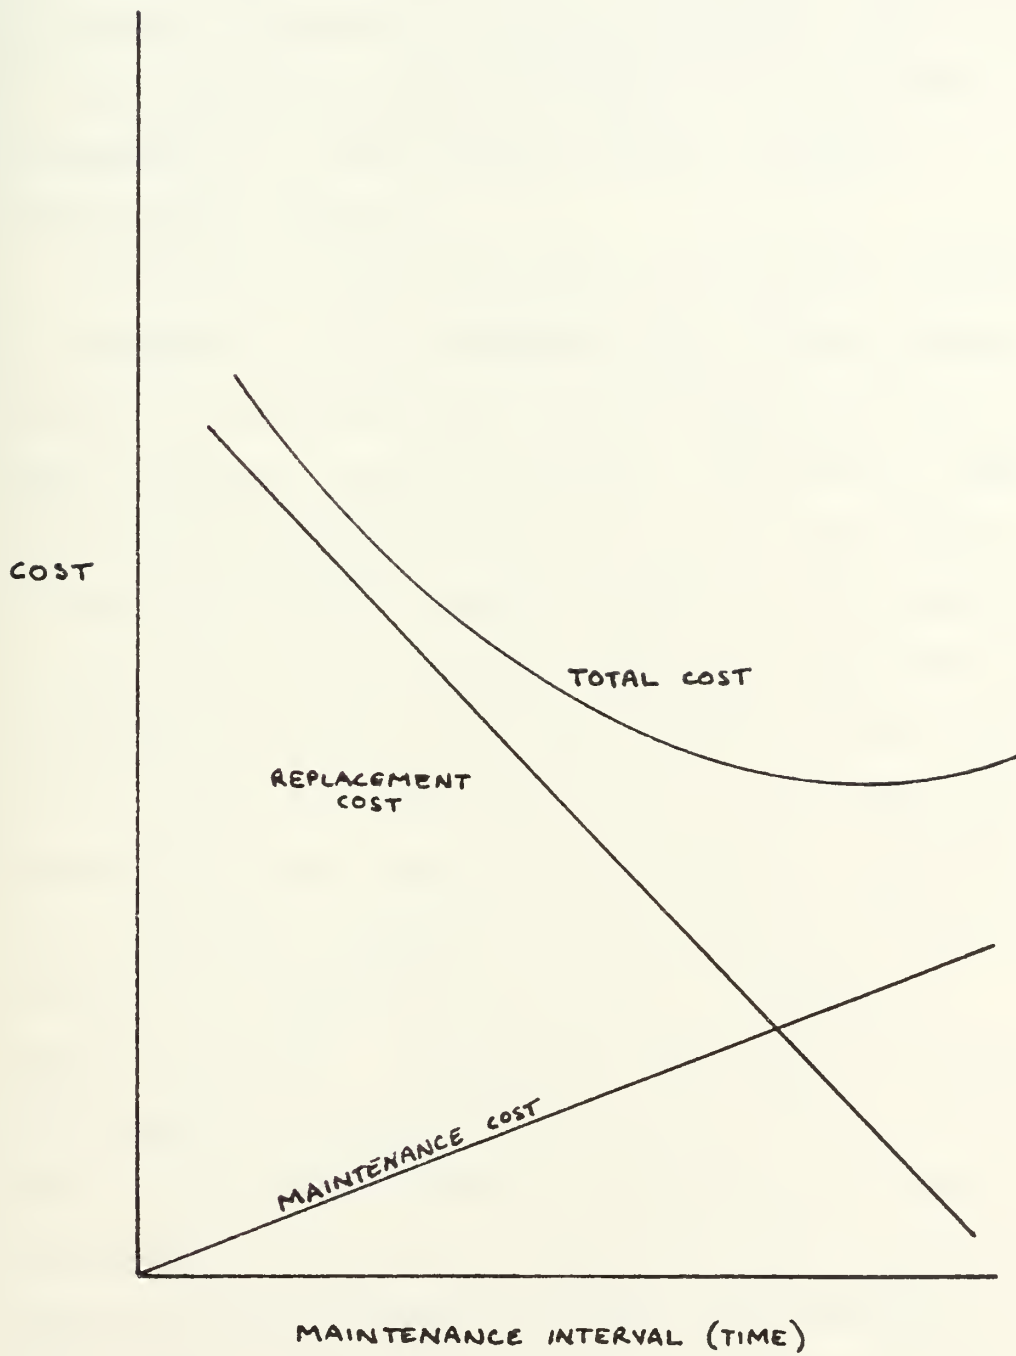 COST
TOTAL COST
REPLACEMENT
COST
MAINTENANCE COST
MAINTENANCE INTERVAL (TIME)